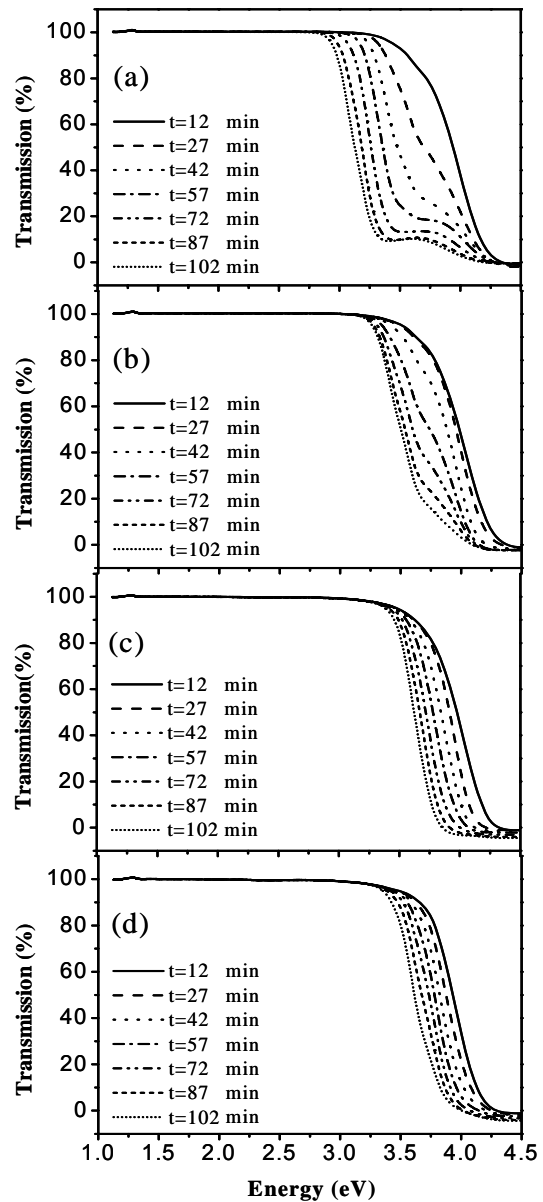 100
80
60
40
20
0
Transmission (%)
(a)
t=12 min
t=27 min
t=42 min
t=57 min
t=72 min
t=87 min
t=102 min
100
80
60
40
20
0
Transmission (%)
(b)
t=12 min
t=27 min
t=42 min
t=57 min
t=72 min
t=87 min
t=102 min
100
80
60
40
20
0
Transmission(%)
(c)
t=12 min
t=27 min
t=42 min
t=57 min
t=72 min
t=87 min
t=102 min
100
80
60
40
20
0
Transmission (%)
(d)
t=12 min
t=27 min
t=42 min
t=57 min
t=72 min
t=87 min
t=102 min
1.0 1.5 2.0 2.5 3.0 3.5 4.0 4.5
Energy (eV)